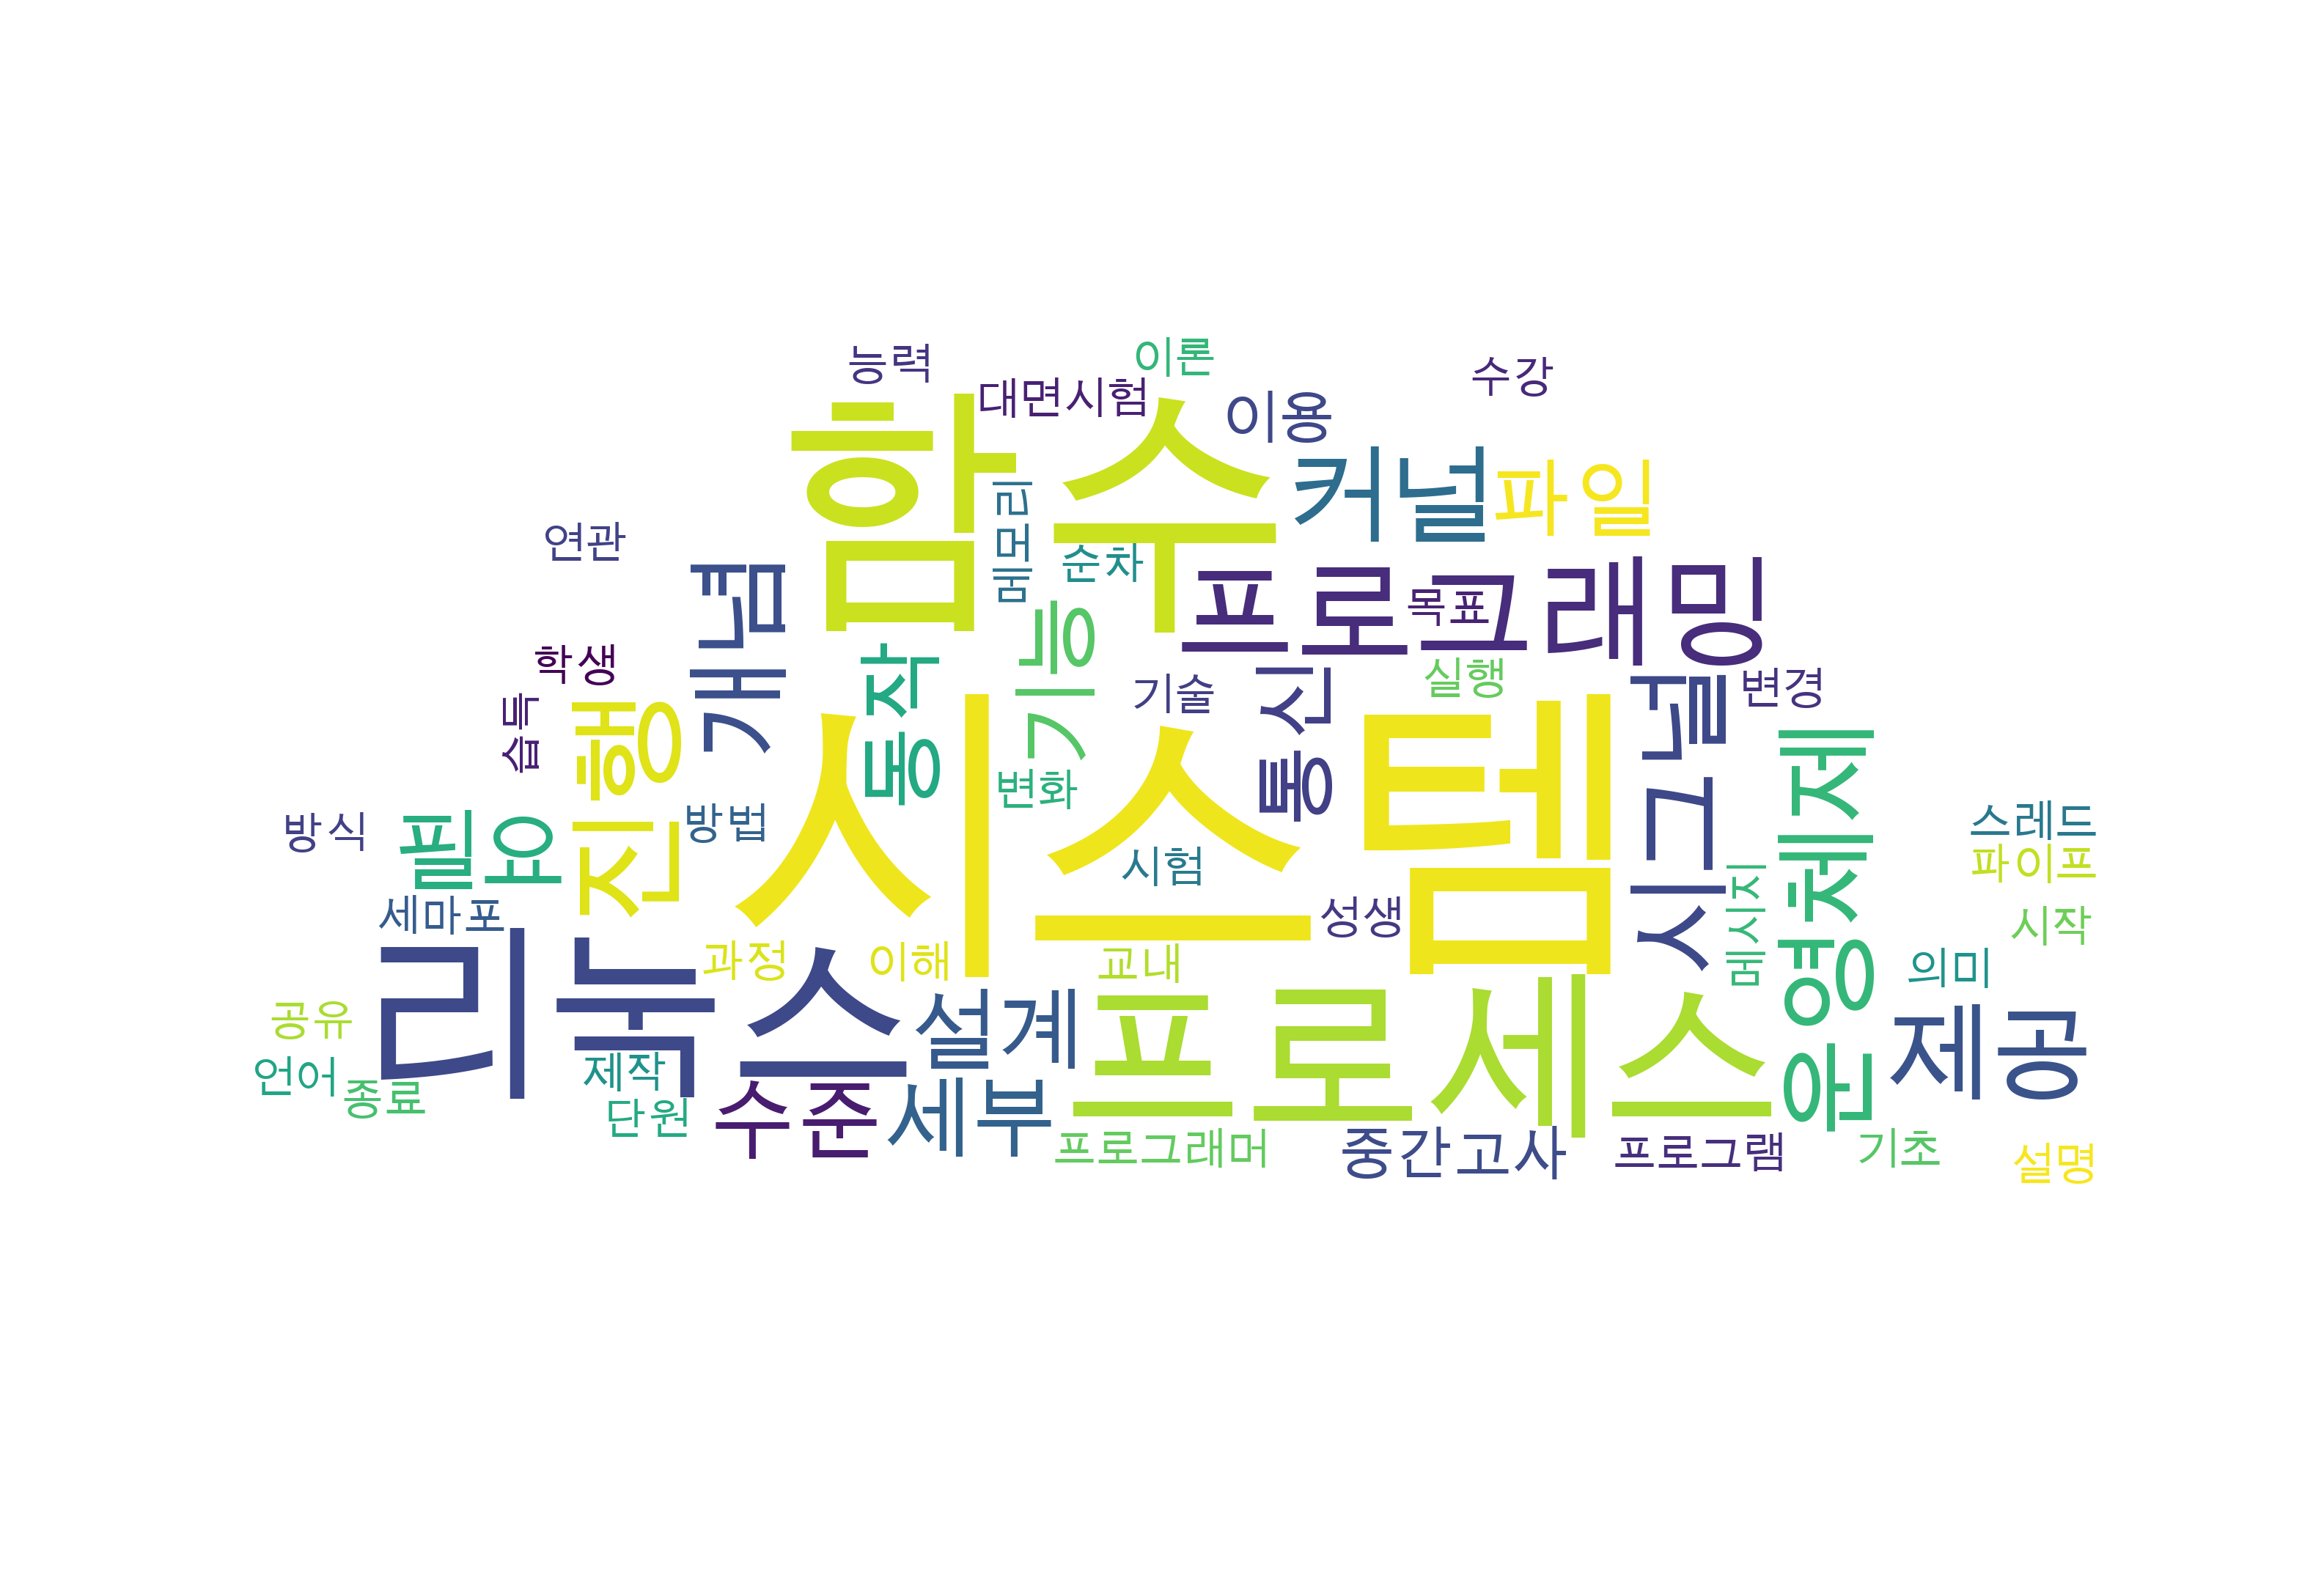 능력
이론
대면시험
수강
이용
함수
커널
파일
연관
메모리
순차
개념
프로그래밍
목표
기능
학생
동작
기술
통신
실행
시그널
변경
습득
진행
시스템
변화
운영체제
방식
필요
방법
시험
스레드
파이프
메시지
세마포
성생
시작
리눅스
과정
이해
교내
의미
공유
설계
프로세스
제공
언어
종료
제작
단원
수준
세부
프로그래머
중간고사
프로그램
기초
설명